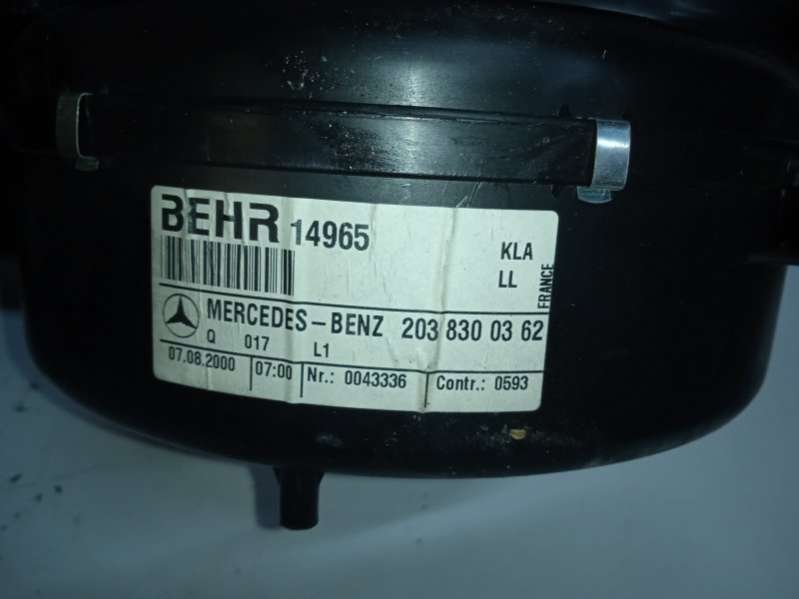 BEHR 14965
KLA
LL
FRANCE
MERCEDES-BENZ 203 830 03 62
Q 017 L1
07.08.2000 07:00 Nr.: 0043336 Contr.: 0593